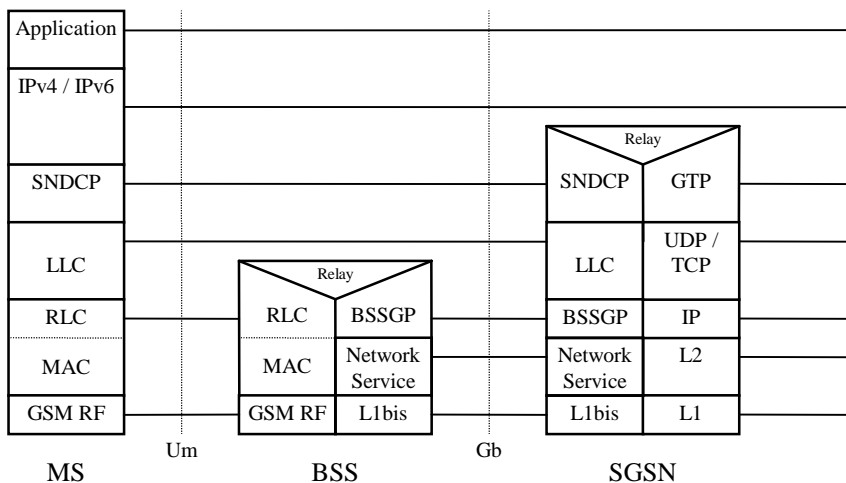 Application
IPv4 / IPv6
Relay
SNDCP
SNDCP
GTP
LLC
Relay
LLC
UDP /
TCP
RLC
RLC
BSSGP
BSSGP
IP
MAC
MAC
Network
Service
Network
Service
L2
GSM RF
GSM RF
L1bis
L1bis
L1
Um
Gb
MS
BSS
SGSN